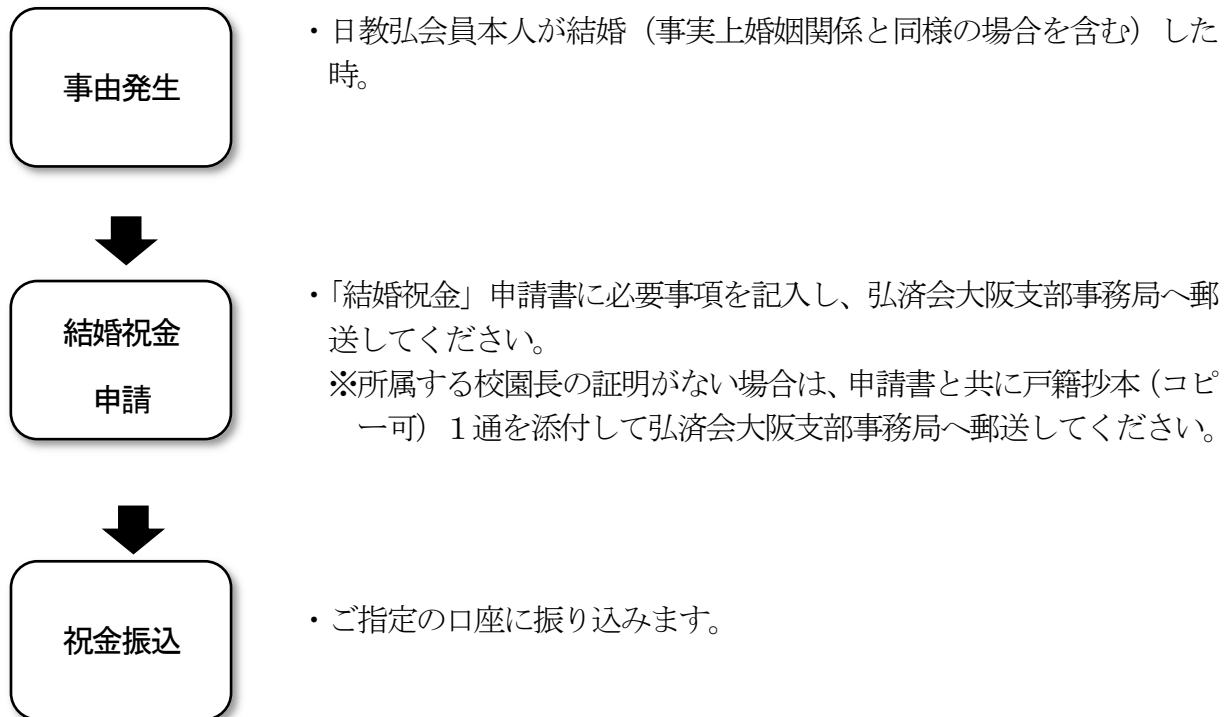 事由発生
・日教弘会員本人が結婚（事実上婚姻関係と同様の場合を含む）した
時。
結婚祝金
申請
・「結婚祝金」申請書に必要事項を記入し、弘済会大阪支部事務局へ郵
送してください。
※所属する校園長の証明がない場合は、申請書と共に戸籍抄本（コピ
ー可）１通を添付して弘済会大阪支部事務局へ郵送してください。
祝金振込
・ご指定の口座に振り込みます。